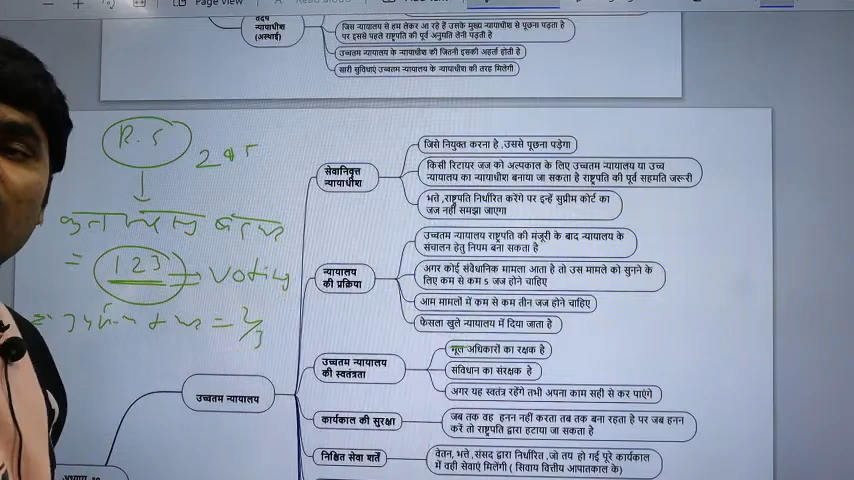 Page view
Read aloud
तदर्थ
न्यायाधीश
(अस्थाई)
जिस न्यायालय से हम लेकर आ रहे हैं उसके मुख्य न्यायाधीश से पूछना पड़ता है
पर इससे पहले राष्ट्रपति की पूर्व अनुमति लेनी पड़ती है
उच्चतम न्यायालय के न्यायाधीश की जितनी इसकी अहर्ता होती है
सारी सुविधाएं उच्चतम न्यायालय के न्यायाधीश की तरह मिलेगी
R.S
245
= 123 voting
= 2/3
सेवानिवृत्त
न्यायाधीश
जिसे नियुक्त करना है ,उससे पूछना पड़ेगा
किसी रिटायर जज को अल्पकाल के लिए उच्चतम न्यायालय या उच्च
न्यायालय का न्यायाधीश बनाया जा सकता है राष्ट्रपति की पूर्व सहमति जरूरी
भत्ते ,राष्ट्रपति निर्धारित करेंगे पर इन्हें सुप्रीम कोर्ट का
जज नहीं समझा जाएगा
न्यायालय
की प्रक्रिया
उच्चतम न्यायालय राष्ट्रपति की मंजूरी के बाद न्यायालय के
संचालन हेतु नियम बना सकता है
अगर कोई संवैधानिक मामला आता है तो उस मामले को सुनने के
लिए कम से कम 5 जज होने चाहिए
आम मामलों में कम से कम तीन जज होने चाहिए
फैसला खुले न्यायालय में दिया जाता है
उच्चतम न्यायालय
की स्वतंत्रता
मूल अधिकारों का रक्षक है
संविधान का संरक्षक है
अगर यह स्वतंत्र रहेंगे तभी अपना काम सही से कर पाएंगे
उच्चतम न्यायालय
कार्यकाल की सुरक्षा
जब तक वह हनन नहीं करता तब तक बना रहता है पर जब हनन
करें तो राष्ट्रपति द्वारा हटाया जा सकता है
निश्चित सेवा शर्तें
वेतन, भत्ते ,संसद द्वारा निर्धारित ,जो तय हो गई पूरे कार्यकाल
में वही सेवाएं मिलेंगी ( सिवाय वित्तीय आपातकाल के)